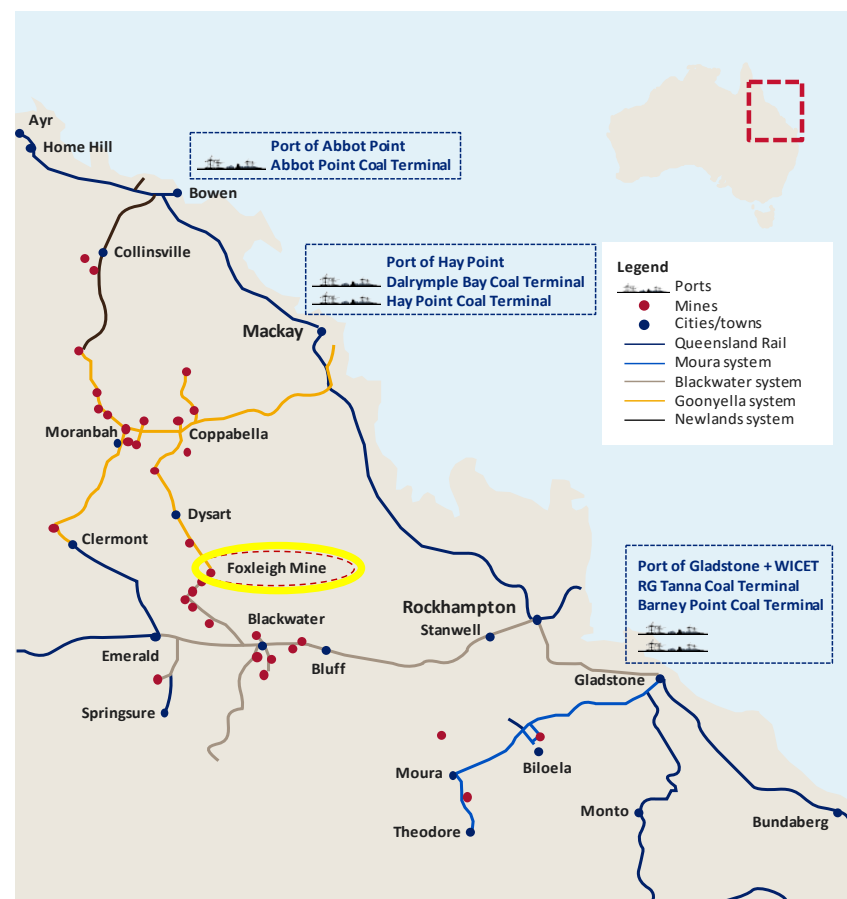 Ayr
Home Hill
Port of Abbot Point
Abbot Point Coal Terminal
Bowen
Collinsville
Port of Hay Point
Dalrymple Bay Coal Terminal
Hay Point Coal Terminal
Legend
Ports
Mines
Cities/towns
Queensland Rail
Moura system
Blackwater system
Goonyella system
Newlands system
Mackay
Moranbah
Coppabella
Dysart
Clermont
Foxleigh Mine
Port of Gladstone + WICET
RG Tanna Coal Terminal
Barney Point Coal Terminal
Rockhampton
Blackwater
Stanwell
Emerald
Bluff
Gladstone
Springsure
Moura
Biloela
Theodore
Monto
Bundaberg